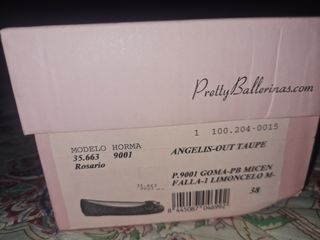 PrettyBallerinas.com
1 100.204-0015
MODELO HORMA
35.663 9001
Rosario
ANGELIS-OUT TAUPE
P.9001 GOMA-PB MICEN
FALLA-1 LIMONCELO M-
38